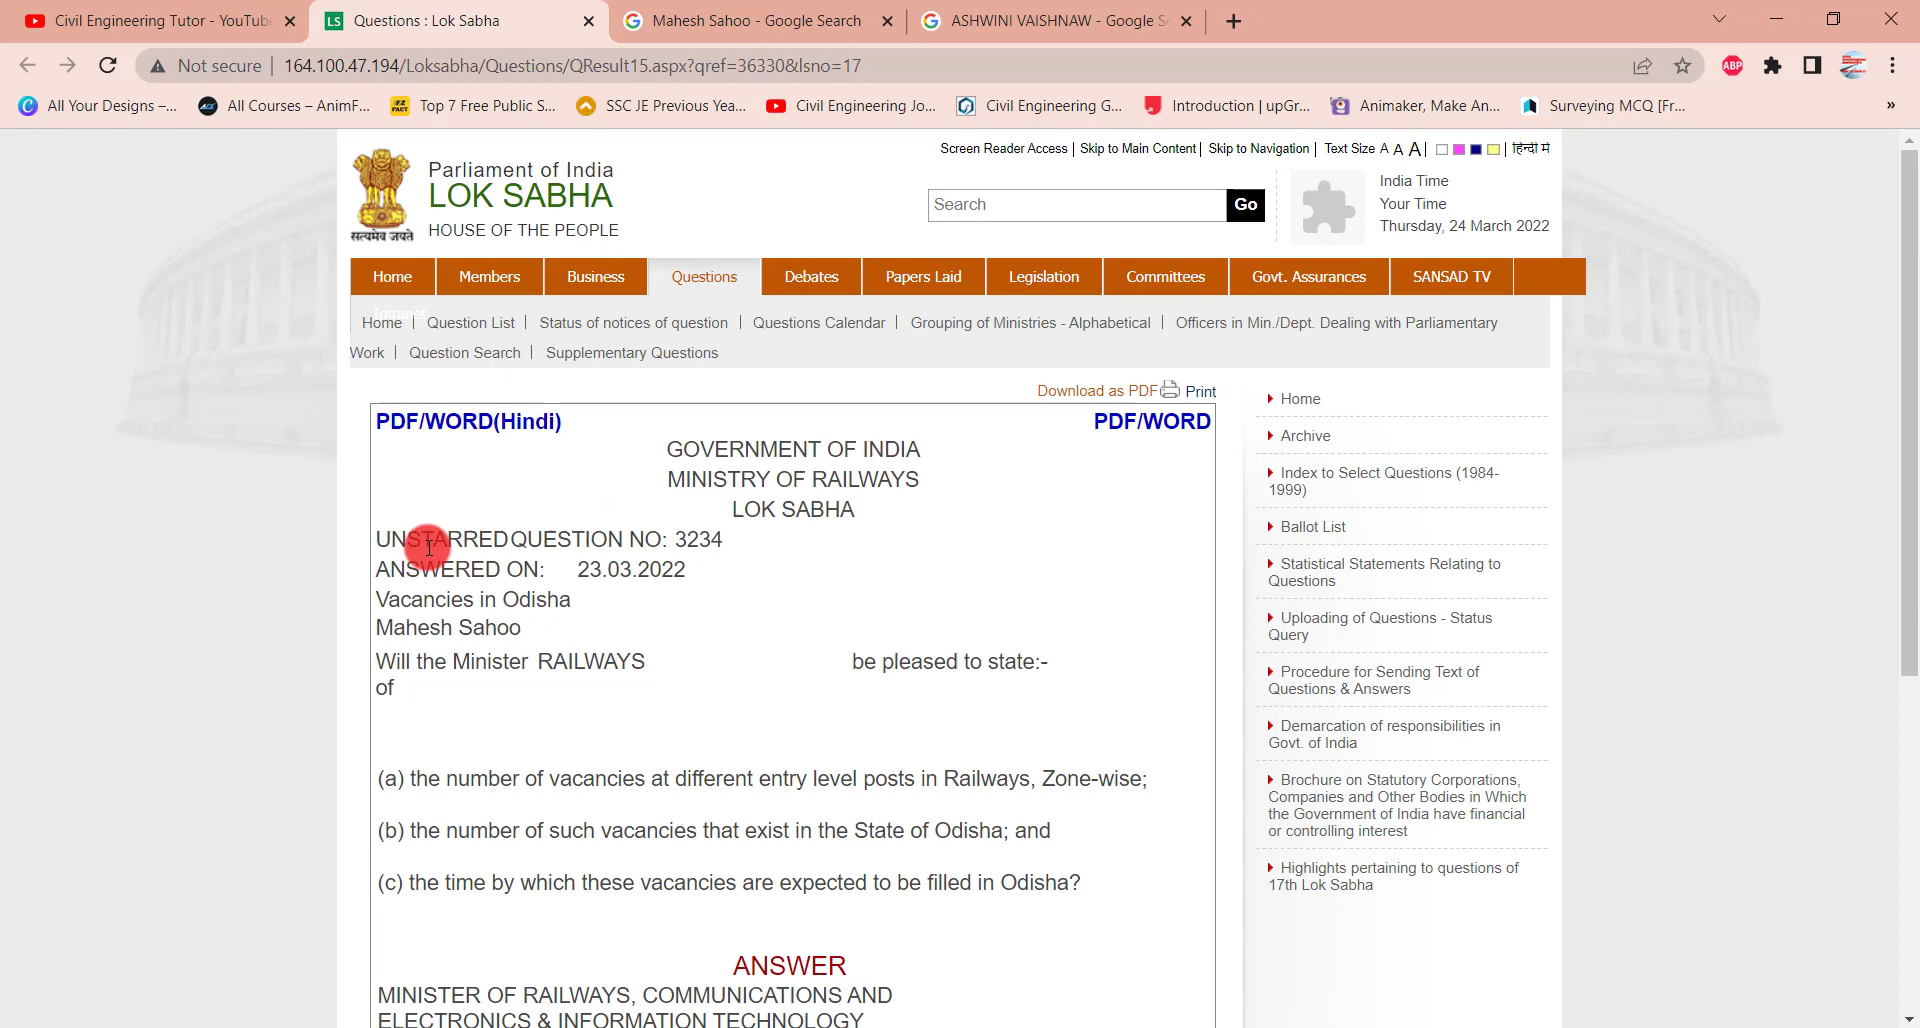 Civil Engineering Tutor - YouTube
Questions : Lok Sabha
Mahesh Sahoo - Google Search
ASHWINI VAISHNAW - Google Se
Not secure | 164.100.47.194/Loksabha/Questions/QResult15.aspx?qref=36330&lsno=17
ABP
All Your Designs –...
All Courses – AnimF...
Top 7 Free Public S...
SSC JE Previous Yea...
Civil Engineering Jo...
Civil Engineering G...
Introduction | upGr...
Animaker, Make An...
Surveying MCQ [Fr...
»
Screen Reader Access | Skip to Main Content | Skip to Navigation | Text Size A A A | हिन्दी में
Parliament of India
LOK SABHA
HOUSE OF THE PEOPLE
सत्यमेव जयते
Search
Go
India Time
Your Time
Thursday, 24 March 2022
Home
Members
Business
Questions
Debates
Papers Laid
Legislation
Committees
Govt. Assurances
SANSAD TV
Intranet
Home | Question List | Status of notices of question | Questions Calendar | Grouping of Ministries - Alphabetical | Officers in Min./Dept. Dealing with Parliamentary
Work | Question Search | Supplementary Questions
Download as PDF Print
PDF/WORD(Hindi) PDF/WORD
GOVERNMENT OF INDIA
MINISTRY OF RAILWAYS
LOK SABHA
UNSTARRED QUESTION NO: 3234
ANSWERED ON: 23.03.2022
Vacancies in Odisha
Mahesh Sahoo
Will the Minister RAILWAYS be pleased to state:-
of
(a) the number of vacancies at different entry level posts in Railways, Zone-wise;
(b) the number of such vacancies that exist in the State of Odisha; and
(c) the time by which these vacancies are expected to be filled in Odisha?
ANSWER
MINISTER OF RAILWAYS, COMMUNICATIONS AND
ELECTRONICS & INFORMATION TECHNOLOGY
Home
Archive
Index to Select Questions (1984-
1999)
Ballot List
Statistical Statements Relating to
Questions
Uploading of Questions - Status
Query
Procedure for Sending Text of
Questions & Answers
Demarcation of responsibilities in
Govt. of India
Brochure on Statutory Corporations,
Companies and Other Bodies in Which
the Government of India have financial
or controlling interest
Highlights pertaining to questions of
17th Lok Sabha